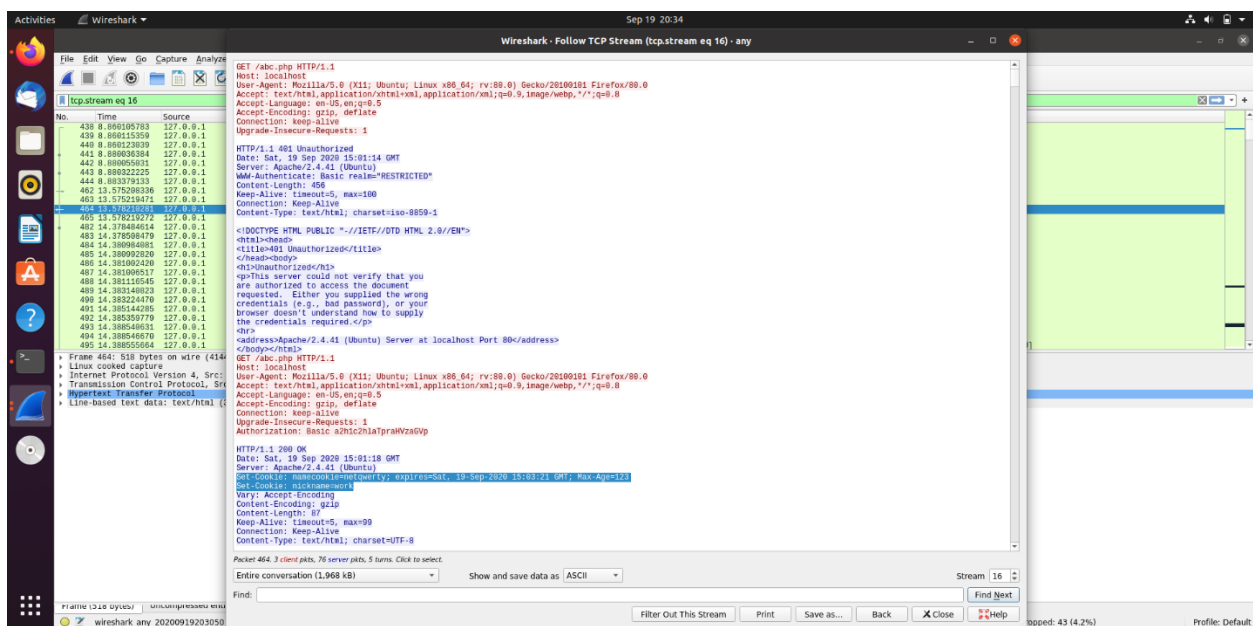 Activities
Wireshark
Sep 19 20:34
Wireshark · Follow TCP Stream (tcp.stream eq 16) · any
File Edit View Go Capture Analyze
tcp.stream eq 16
No. Time Source
438 8.860105783 127.0.0.1
439 8.860115359 127.0.0.1
440 8.860123039 127.0.0.1
441 8.880036384 127.0.0.1
442 8.880055031 127.0.0.1
443 8.880322225 127.0.0.1
444 8.883379133 127.0.0.1
462 13.575208336 127.0.0.1
463 13.575219471 127.0.0.1
464 13.578210281 127.0.0.1
465 13.578219272 127.0.0.1
482 14.378484614 127.0.0.1
483 14.378508479 127.0.0.1
484 14.380984081 127.0.0.1
485 14.380992820 127.0.0.1
486 14.381002420 127.0.0.1
487 14.381006517 127.0.0.1
488 14.381116545 127.0.0.1
489 14.383140823 127.0.0.1
490 14.383224470 127.0.0.1
491 14.385144285 127.0.0.1
492 14.385359779 127.0.0.1
493 14.388540631 127.0.0.1
494 14.388546670 127.0.0.1
495 14.388555664 127.0.0.1
Frame 464: 518 bytes on wire (414
Linux cooked capture
Internet Protocol Version 4, Src:
Transmission Control Protocol, Src
Hypertext Transfer Protocol
Line-based text data: text/html (
GET /abc.php HTTP/1.1
Host: localhost
User-Agent: Mozilla/5.0 (X11; Ubuntu; Linux x86_64; rv:80.0) Gecko/20100101 Firefox/80.0
Accept: text/html,application/xhtml+xml,application/xml;q=0.9,image/webp,*/*;q=0.8
Accept-Language: en-US,en;q=0.5
Accept-Encoding: gzip, deflate
Connection: keep-alive
Upgrade-Insecure-Requests: 1
HTTP/1.1 401 Unauthorized
Date: Sat, 19 Sep 2020 15:01:14 GMT
Server: Apache/2.4.41 (Ubuntu)
WWW-Authenticate: Basic realm="RESTRICTED"
Content-Length: 456
Keep-Alive: timeout=5, max=100
Connection: Keep-Alive
Content-Type: text/html; charset=iso-8859-1
<!DOCTYPE HTML PUBLIC "-//IETF//DTD HTML 2.0//EN">
<html><head>
<title>401 Unauthorized</title>
</head><body>
<h1>Unauthorized</h1>
<p>This server could not verify that you
are authorized to access the document
requested. Either you supplied the wrong
credentials (e.g., bad password), or your
browser doesn't understand how to supply
the credentials required.</p>
<hr>
<address>Apache/2.4.41 (Ubuntu) Server at localhost Port 80</address>
</body></html>
GET /abc.php HTTP/1.1
Host: localhost
User-Agent: Mozilla/5.0 (X11; Ubuntu; Linux x86_64; rv:80.0) Gecko/20100101 Firefox/80.0
Accept: text/html,application/xhtml+xml,application/xml;q=0.9,image/webp,*/*;q=0.8
Accept-Language: en-US,en;q=0.5
Accept-Encoding: gzip, deflate
Connection: keep-alive
Upgrade-Insecure-Requests: 1
Authorization: Basic a2h1c2hlaTpraHVzaGVp
HTTP/1.1 200 OK
Date: Sat, 19 Sep 2020 15:01:18 GMT
Server: Apache/2.4.41 (Ubuntu)
Set-Cookie: namecookie=netqwerty; expires=Sat, 19-Sep-2020 15:03:21 GMT; Max-Age=123
Set-Cookie: nickname=work
Vary: Accept-Encoding
Content-Encoding: gzip
Content-Length: 87
Keep-Alive: timeout=5, max=99
Connection: Keep-Alive
Content-Type: text/html; charset=UTF-8
Packet 464. 3 client pkts, 76 server pkts, 5 turns. Click to select.
Entire conversation (1,968 kB)
Show and save data as ASCII
Stream 16
Find:
Find Next
Filter Out This Stream Print Save as... Back Close Help
Frame (518 bytes) Uncompressed enti
wireshark_any_20200919203050
opped: 43 (4.2%)
Profile: Default